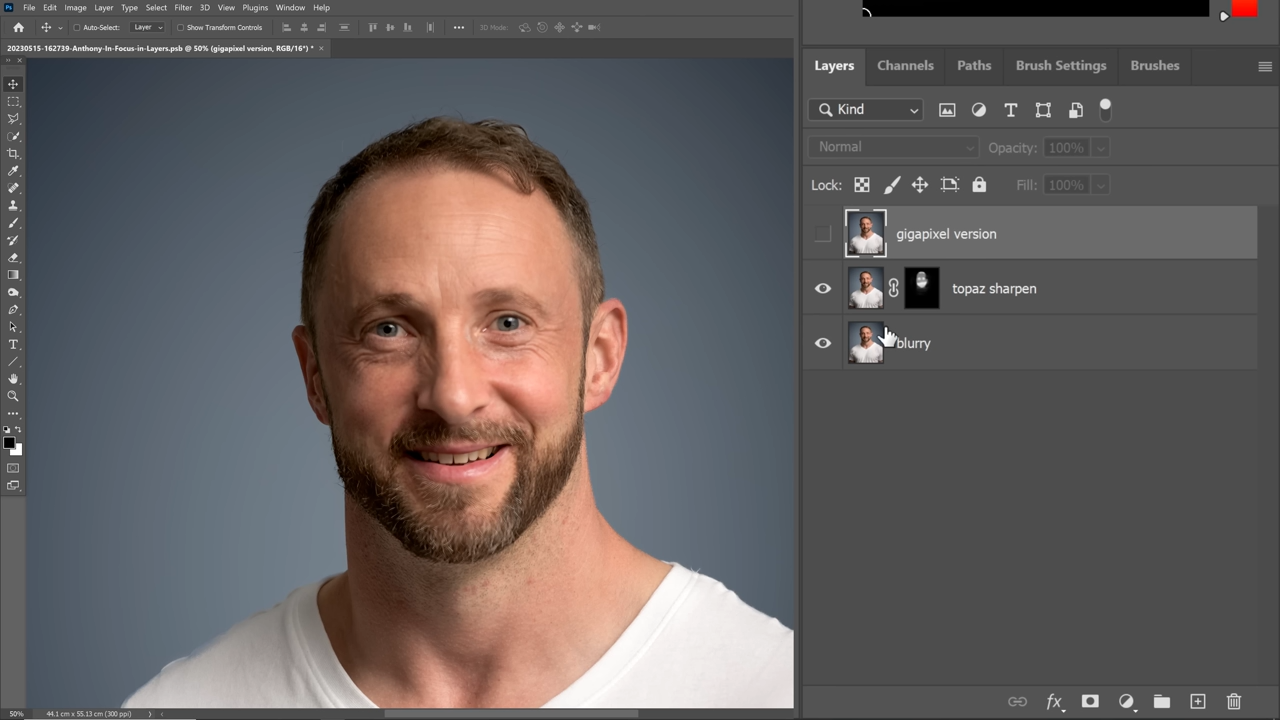 Ps File Edit Image Layer Type Select Filter 3D View Plugins Window Help
Auto-Select: Layer Show Transform Controls 3D Mode:
20230515-162739-Anthony-In-Focus-in-Layers.psb @ 50% (gigapixel version, RGB/16*) * ×
50% 44.1 cm x 55.13 cm (300 ppi)
Layers Channels Paths Brush Settings Brushes
Kind
Normal Opacity: 100%
Lock: Fill: 100%
gigapixel version
topaz sharpen
blurry